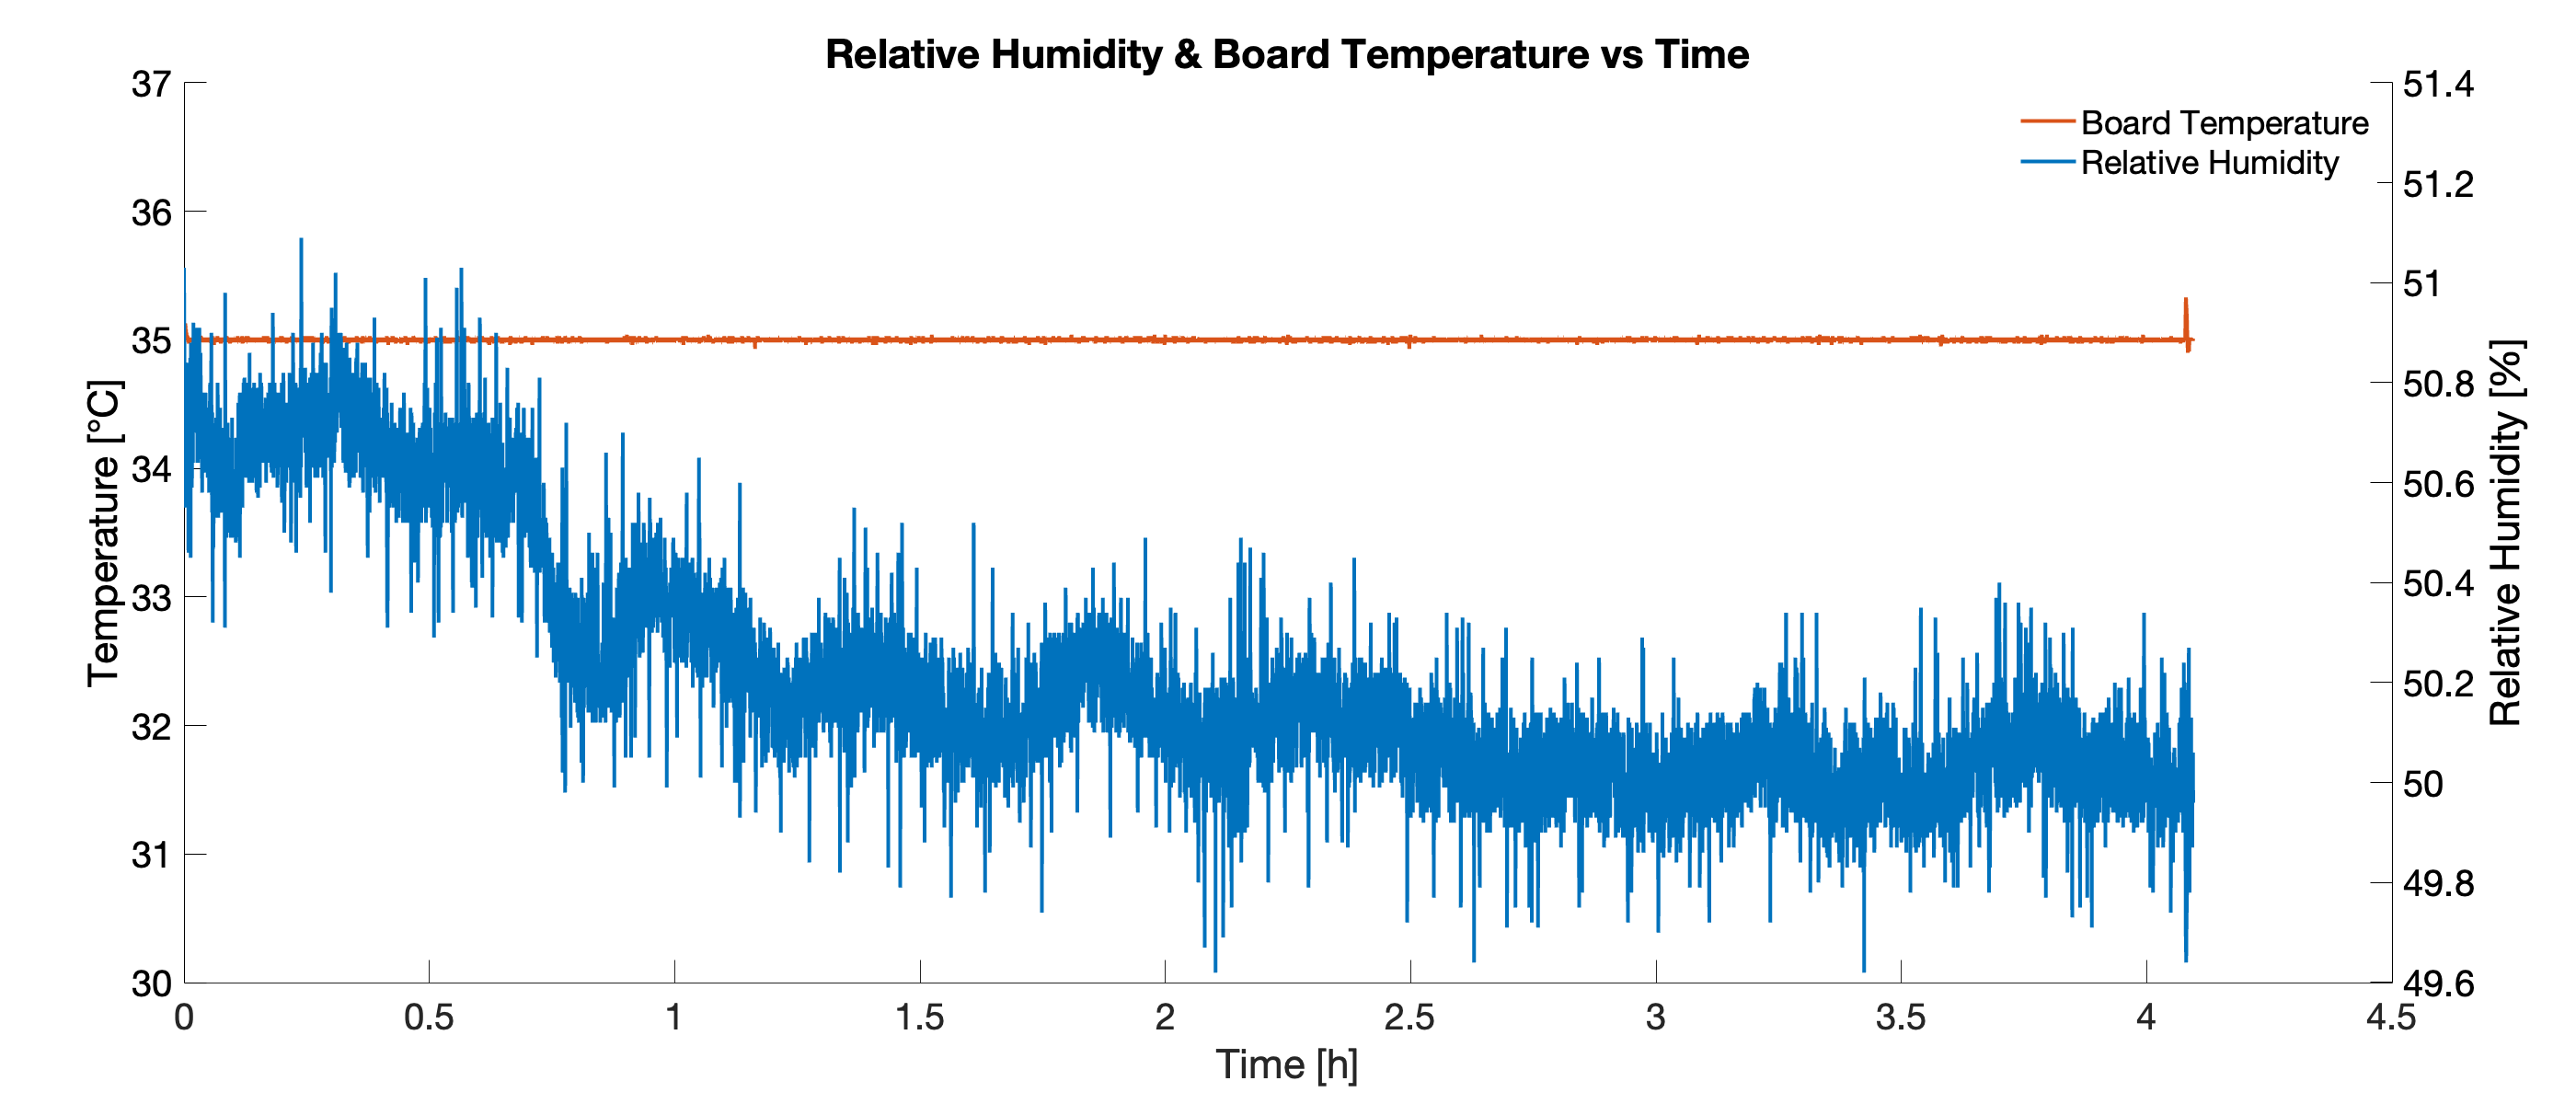 Relative Humidity & Board Temperature vs Time
Board Temperature
Relative Humidity
Temperature [°C]
37
36
35
34
33
32
31
30
Relative Humidity [%]
51.4
51.2
51
50.8
50.6
50.4
50.2
50
49.8
49.6
0 0.5 1 1.5 2 2.5 3 3.5 4 4.5
Time [h]